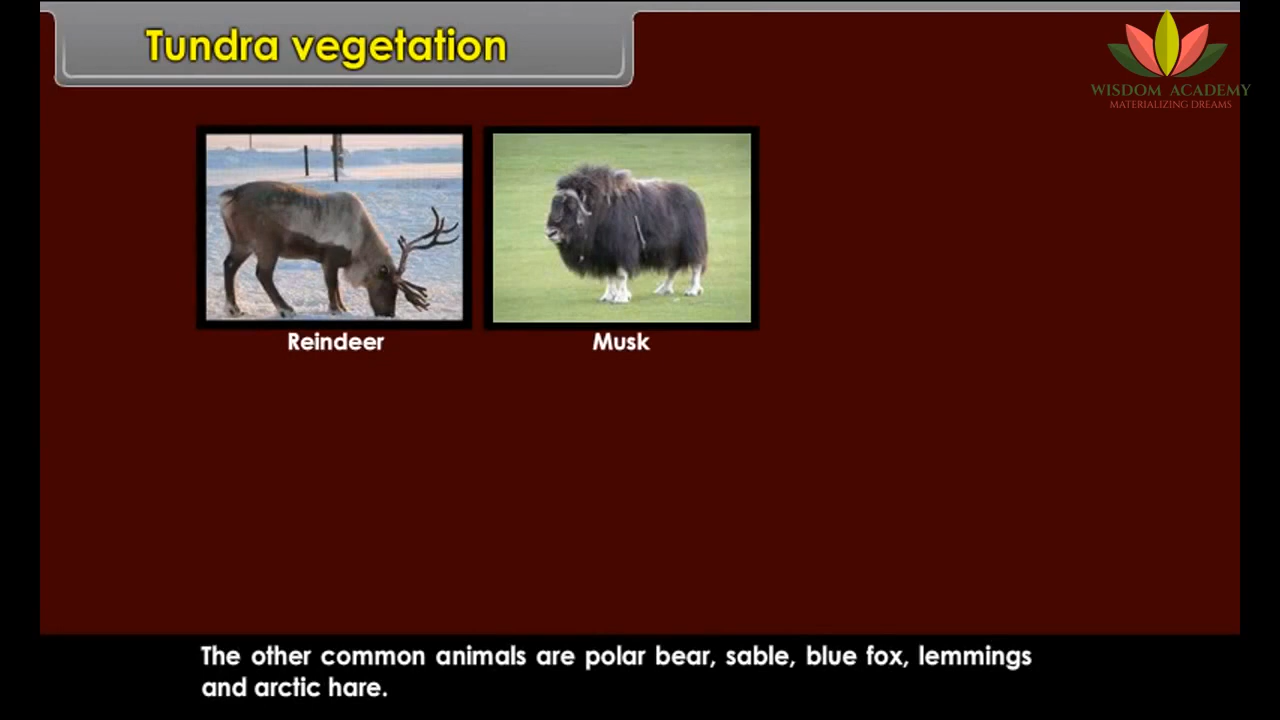 Tundra vegetation
WISDOM ACADEMY
MATERIALIZING DREAMS
Reindeer
Musk
The other common animals are polar bear, sable, blue fox, lemmings
and arctic hare.